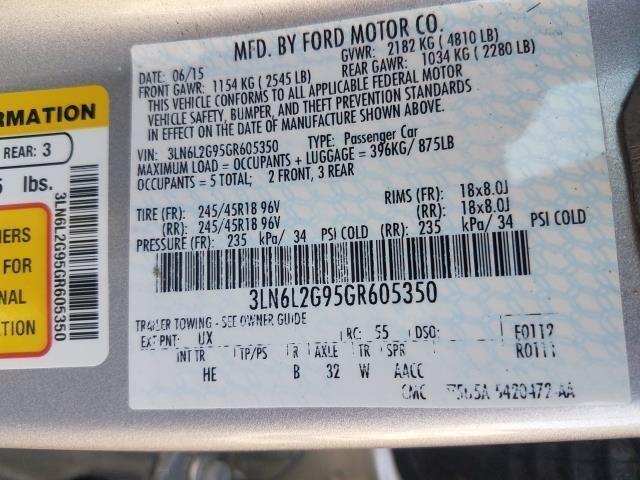 MFD. BY FORD MOTOR CO.
DATE: 06/15 GVWR: 2182 KG ( 4810 LB)
FRONT GAWR: 1154 KG ( 2545 LB) REAR GAWR: 1034 KG ( 2280 LB)
THIS VEHICLE CONFORMS TO ALL APPLICABLE FEDERAL MOTOR
VEHICLE SAFETY, BUMPER, AND THEFT PREVENTION STANDARDS
IN EFFECT ON THE DATE OF MANUFACTURE SHOWN ABOVE.
VIN: 3LN6L2G95GR605350 TYPE: Passenger Car
MAXIMUM LOAD = OCCUPANTS + LUGGAGE = 396KG/ 875LB
OCCUPANTS = 5 TOTAL; 2 FRONT, 3 REAR
TIRE (FR): 245/45R18 96V RIMS (FR): 18x8.0J
(RR): 245/45R18 96V (RR): 18x8.0J
PRESSURE (FR): 235 kPa/ 34 PSI COLD (RR): 235 kPa/ 34 PSI COLD
3LN6L2G95GR605350
TRAILER TOWING - SEE OWNER GUIDE
EXT PNT: UX RC: 55 DSO: F0112
INT TR TP/PS R AXLE TR SPR R0111
HE B 32 W AACC
RMATION
REAR: 3
lbs.
3LN6L2G95GR605350
FOR